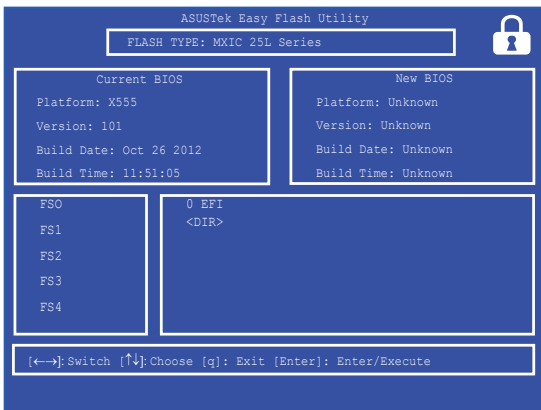 ASUSTek Easy Flash Utility
FLASH TYPE: MXIC 25L Series
Current BIOS
Platform: X555
Version: 101
Build Date: Oct 26 2012
Build Time: 11:51:05
New BIOS
Platform: Unknown
Version: Unknown
Build Date: Unknown
Build Time: Unknown
FSO
FS1
FS2
FS3
FS4
0 EFI
<DIR>
[←→]: Switch [↑↓]: Choose [q]: Exit [Enter]: Enter/Execute